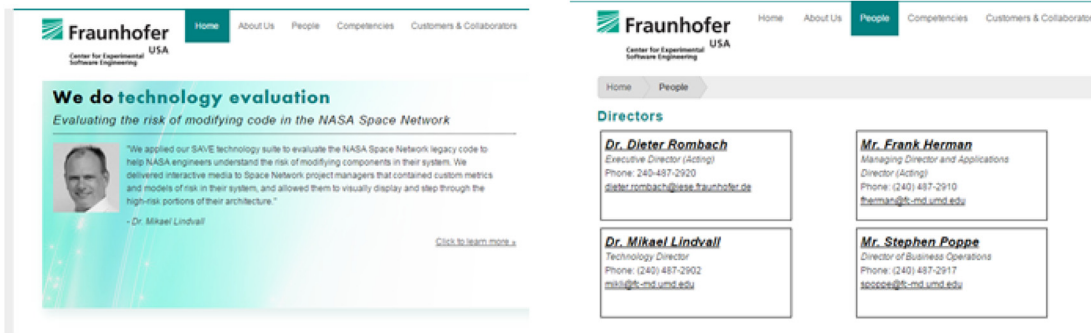 Fraunhofer
USA
Center for Experimental
Software Engineering
Home About Us People Competencies Customers & Collaborators
We do technology evaluation
Evaluating the risk of modifying code in the NASA Space Network
"We applied our SAVE technology suite to evaluate the NASA Space Network legacy code to
help NASA engineers understand the risk of modifying components in their system. We
delivered interactive media to Space Network project managers that contained custom metrics
and models of risk in their system, and allowed them to visually display and step through the
high-risk portions of their architecture."
- Dr. Mikael Lindvall
Click to learn more »
Fraunhofer
USA
Center for Experimental
Software Engineering
Home About Us People Competencies Customers & Collaborators
Home People
Directors
Dr. Dieter Rombach
Executive Director (Acting)
Phone: 240-487-2920
dieter.rombach@iese.fraunhofer.de
Mr. Frank Herman
Managing Director and Applications
Director (Acting)
Phone: (240) 487-2910
fherman@fc-md.umd.edu
Dr. Mikael Lindvall
Technology Director
Phone: (240) 487-2902
mikli@fc-md.umd.edu
Mr. Stephen Poppe
Director of Business Operations
Phone: (240) 487-2917
spoppe@fc-md.umd.edu